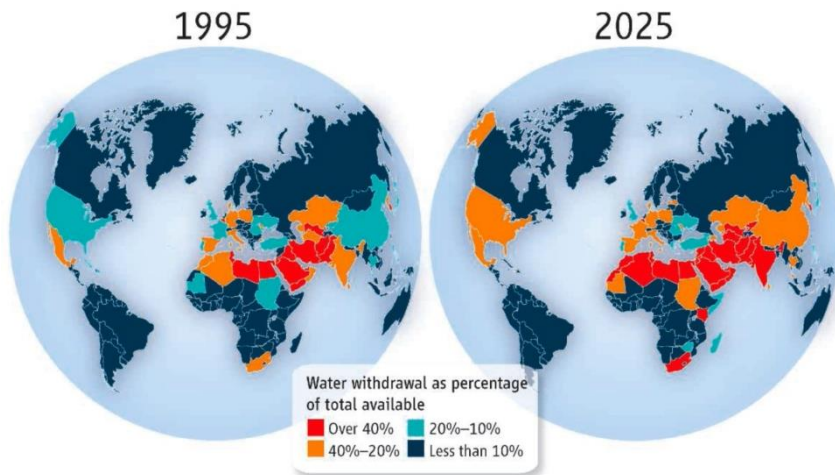 1995
2025
Water withdrawal as percentage
of total available
Over 40%
20%–10%
40%–20%
Less than 10%